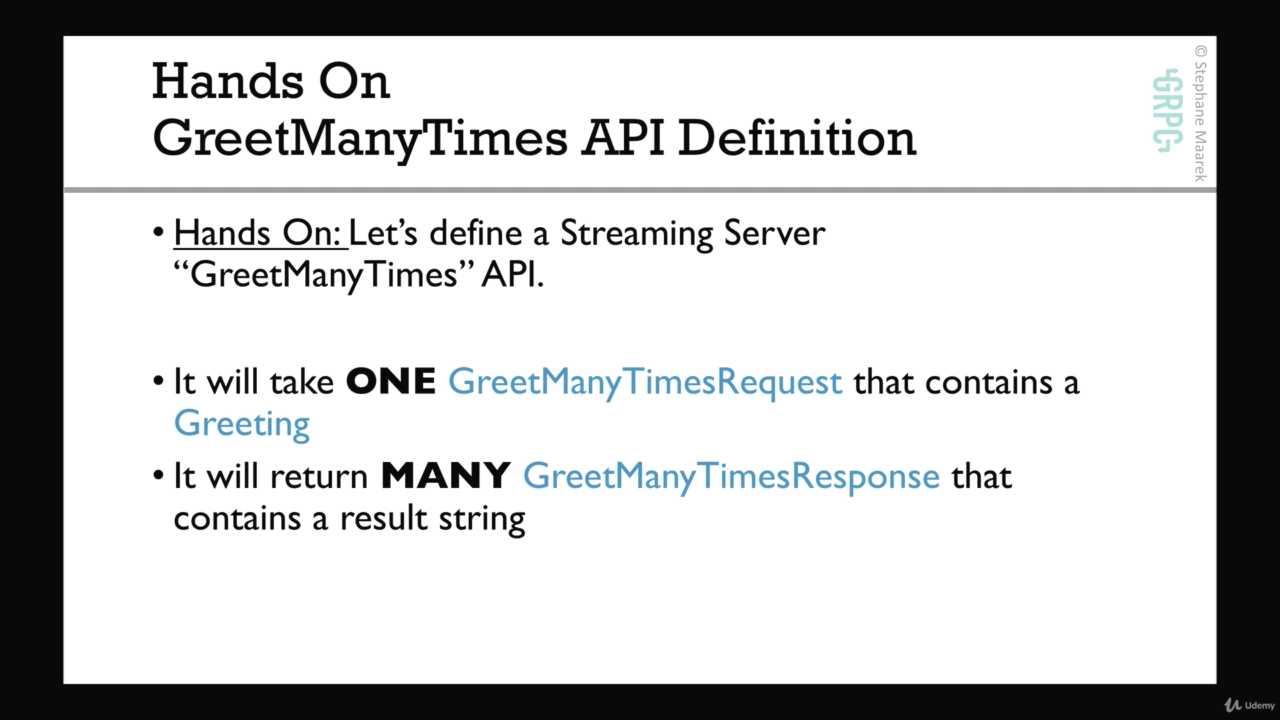 Hands On
GreetManyTimes API Definition
© Stephane Maarek
GRPC
• Hands On: Let’s define a Streaming Server
“GreetManyTimes” API.
• It will take ONE GreetManyTimesRequest that contains a
Greeting
• It will return MANY GreetManyTimesResponse that
contains a result string
Udemy